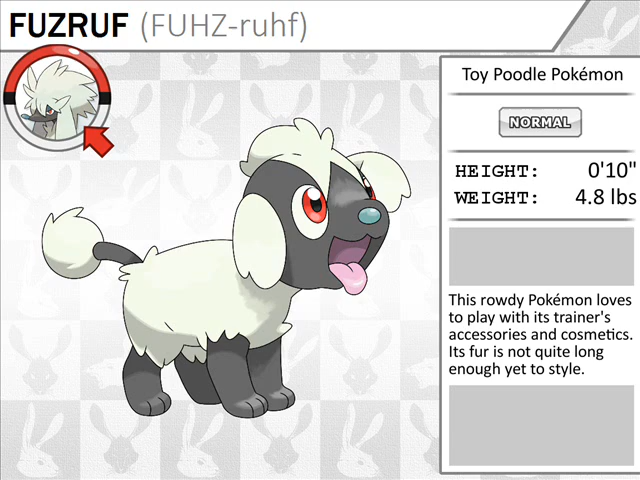 FUZRUF (FUHZ-ruhf)
Toy Poodle Pokémon
NORMAL
HEIGHT: 0'10"
WEIGHT: 4.8 lbs
This rowdy Pokémon loves
to play with its trainer's
accessories and cosmetics.
Its fur is not quite long
enough yet to style.